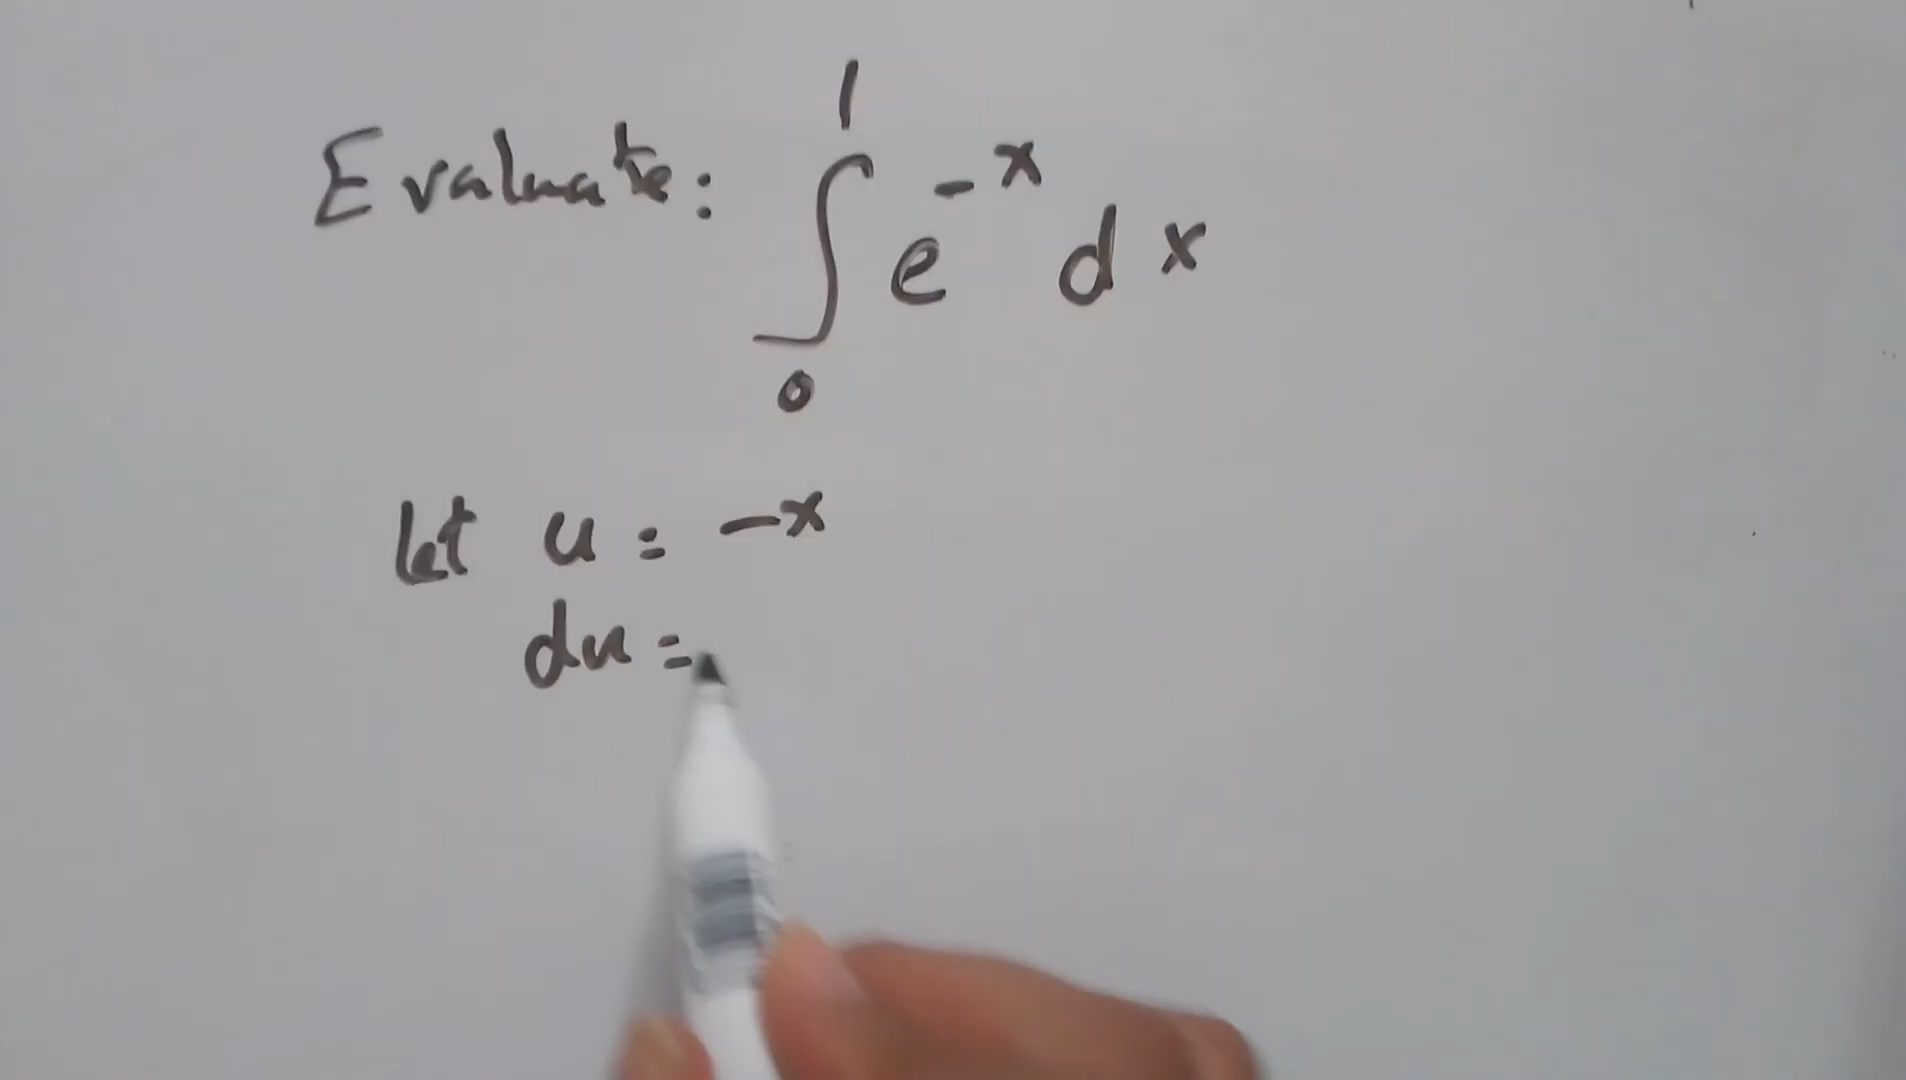 Evaluate: ∫₀¹ e^{-x} dx
let u = -x
du =